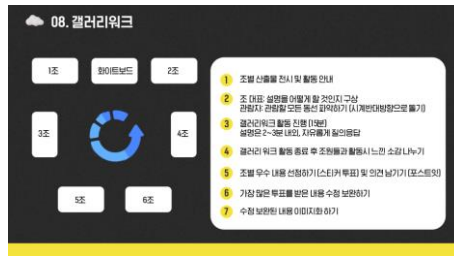 08. 갤러리워크
1조
화이트보드
2조
3조
4조
5조
6조
1 조별 산출물 전시 및 활동 안내
2 조 대표: 설명을 어떻게 할 것인지 구상
관람자: 관람할 모든 동선 파악하기 (시계반대방향으로 돌기)
3 갤러리워크 활동 진행 [15분]
설명은 2~3분 내외, 자유롭게 질의응답
4 갤러리 워크 활동 종료 후 조원들과 활동시 느낀 소감 나누기
5 조별 우수 내용 선정하기 (스티커 투표) 및 의견 남기기 (포스트잇)
6 가장 많은 투표를 받은 내용 수정 보완하기
7 수정 보완된 내용 이미지화 하기